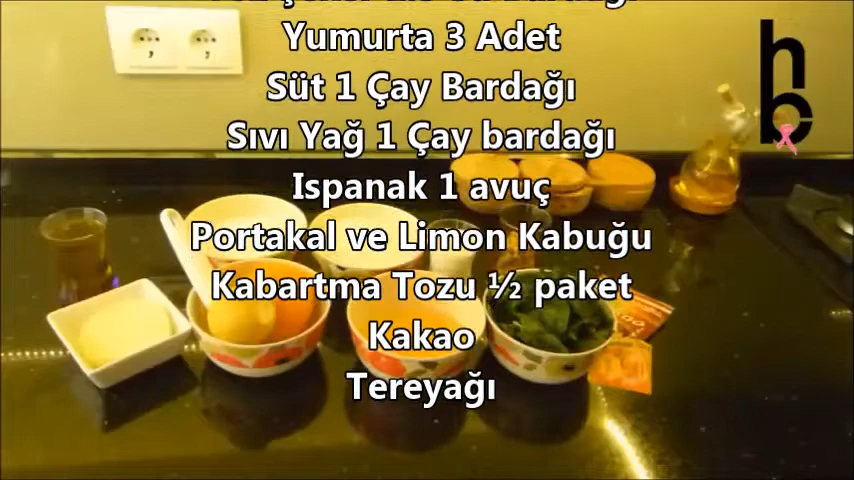 Yumurta 3 Adet
Süt 1 Çay Bardağı
Sıvı Yağ 1 Çay bardağı
Ispanak 1 avuç
Portakal ve Limon Kabuğu
Kabartma Tozu ½ paket
Kakao
Tereyağı
hb